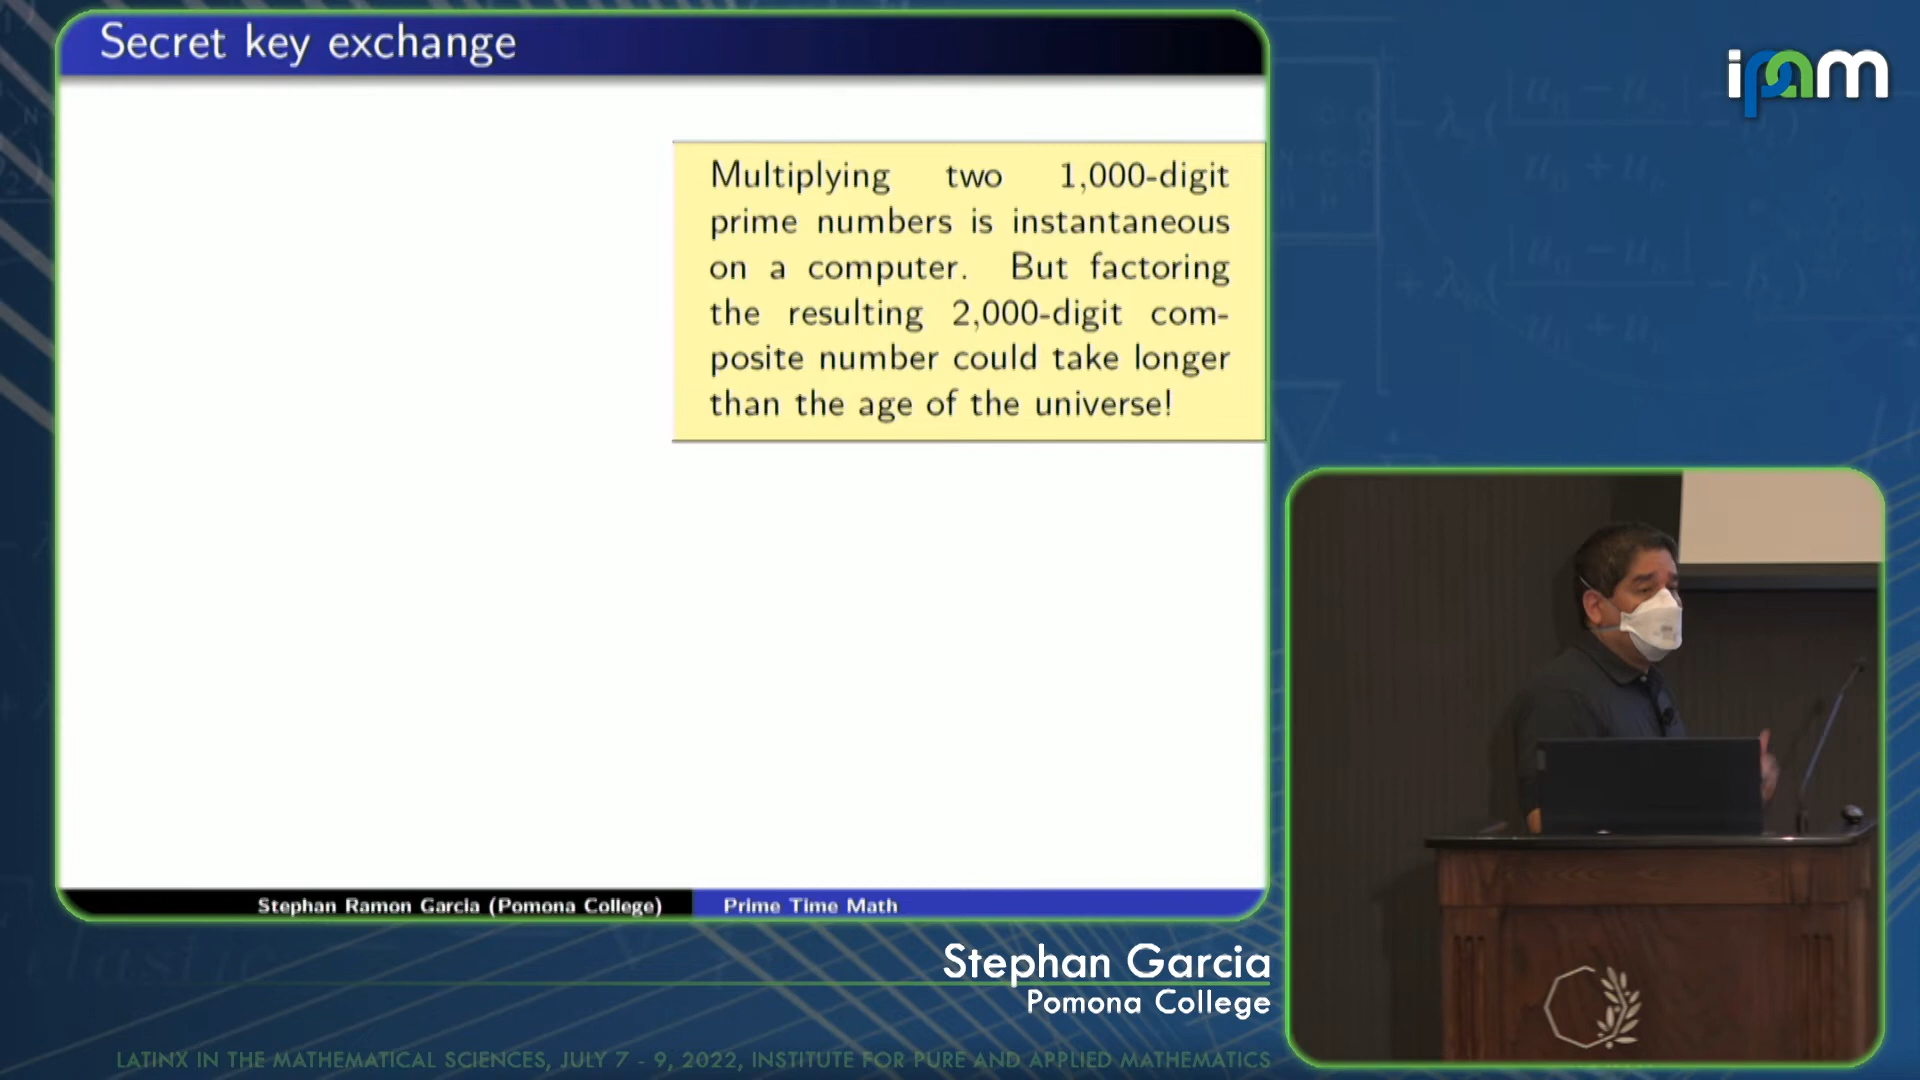 Secret key exchange
ipam
Multiplying two 1,000-digit
prime numbers is instantaneous
on a computer. But factoring
the resulting 2,000-digit com-
posite number could take longer
than the age of the universe!
Stephan Ramon Garcia (Pomona College)
Prime Time Math
Stephan Garcia
Pomona College
LATINX IN THE MATHEMATICAL SCIENCES, JULY 7 - 9, 2022, INSTITUTE FOR PURE AND APPLIED MATHEMATICS